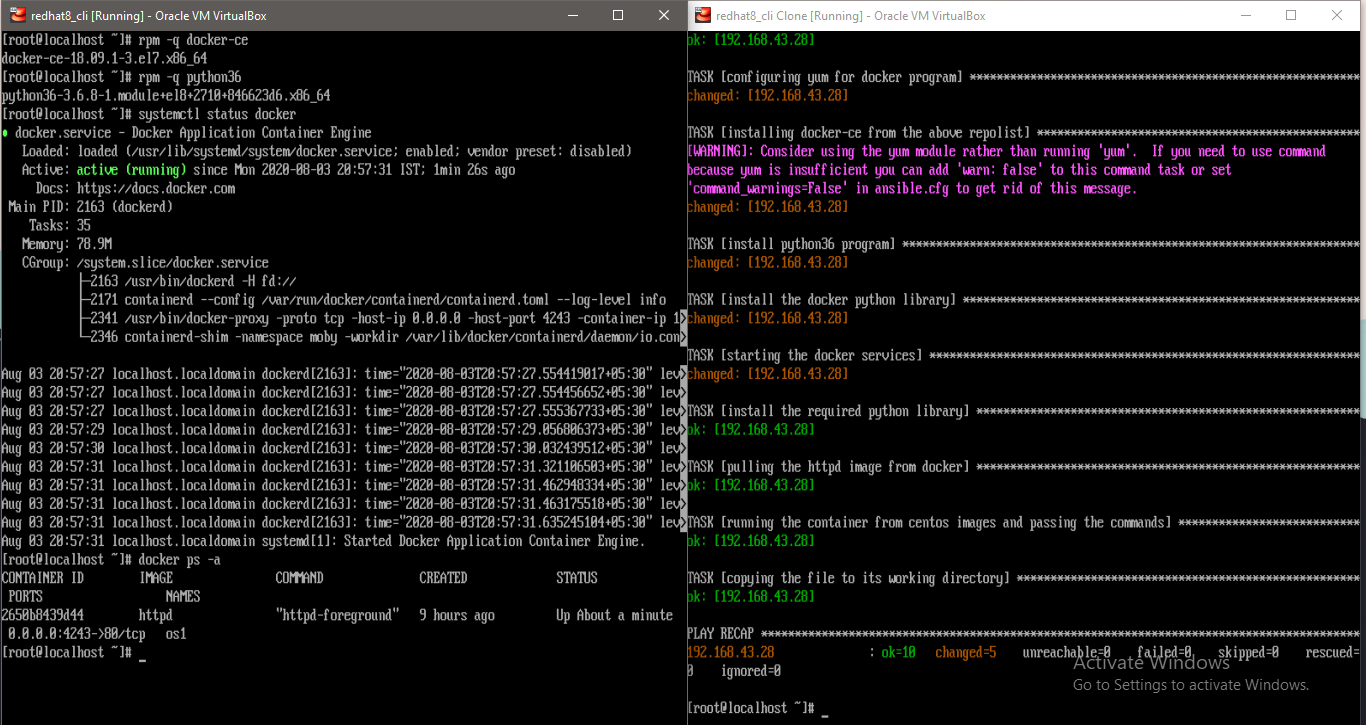 redhat8_cli [Running] - Oracle VM VirtualBox
[root@localhost ~]# rpm -q docker-ce
docker-ce-18.09.1-3.el7.x86_64
[root@localhost ~]# rpm -q python36
python36-3.6.8-1.module+el8+2710+846623d6.x86_64
[root@localhost ~]# systemctl status docker
● docker.service - Docker Application Container Engine
Loaded: loaded (/usr/lib/systemd/system/docker.service; enabled; vendor preset: disabled)
Active: active (running) since Mon 2020-08-03 20:57:31 IST; 1min 26s ago
Docs: https://docs.docker.com
Main PID: 2163 (dockerd)
Tasks: 35
Memory: 78.9M
CGroup: /system.slice/docker.service
├─2163 /usr/bin/dockerd -H fd://
├─2171 containerd --config /var/run/docker/containerd/containerd.toml --log-level info
├─2341 /usr/bin/docker-proxy -proto tcp -host-ip 0.0.0.0 -host-port 4243 -container-ip 1>
└─2346 containerd-shim -namespace moby -workdir /var/lib/docker/containerd/daemon/io.con>
Aug 03 20:57:27 localhost.localdomain dockerd[2163]: time="2020-08-03T20:57:27.554419017+05:30" lev>
Aug 03 20:57:27 localhost.localdomain dockerd[2163]: time="2020-08-03T20:57:27.554456652+05:30" lev>
Aug 03 20:57:27 localhost.localdomain dockerd[2163]: time="2020-08-03T20:57:27.555367733+05:30" lev>
Aug 03 20:57:29 localhost.localdomain dockerd[2163]: time="2020-08-03T20:57:29.056806373+05:30" lev>
Aug 03 20:57:30 localhost.localdomain dockerd[2163]: time="2020-08-03T20:57:30.032439512+05:30" lev>
Aug 03 20:57:31 localhost.localdomain dockerd[2163]: time="2020-08-03T20:57:31.321106503+05:30" lev>
Aug 03 20:57:31 localhost.localdomain dockerd[2163]: time="2020-08-03T20:57:31.462948334+05:30" lev>
Aug 03 20:57:31 localhost.localdomain dockerd[2163]: time="2020-08-03T20:57:31.463175518+05:30" lev>
Aug 03 20:57:31 localhost.localdomain dockerd[2163]: time="2020-08-03T20:57:31.635245104+05:30" lev>
Aug 03 20:57:31 localhost.localdomain systemd[1]: Started Docker Application Container Engine.
[root@localhost ~]# docker ps -a
CONTAINER ID IMAGE COMMAND CREATED STATUS
PORTS NAMES
2650b8439d44 httpd "httpd-foreground" 9 hours ago Up About a minute
0.0.0.0:4243->80/tcp os1
[root@localhost ~]# _
redhat8_cli Clone [Running] - Oracle VM VirtualBox
ok: [192.168.43.28]
TASK [configuring yum for docker program] **********************************************************
changed: [192.168.43.28]
TASK [installing docker-ce from the above repolist] ************************************************
[WARNING]: Consider using the yum module rather than running 'yum'. If you need to use command
because yum is insufficient you can add 'warn: false' to this command task or set
'command_warnings=False' in ansible.cfg to get rid of this message.
changed: [192.168.43.28]
TASK [install python36 program] ********************************************************************
changed: [192.168.43.28]
TASK [install the docker python library] ***********************************************************
changed: [192.168.43.28]
TASK [starting the docker services] ****************************************************************
changed: [192.168.43.28]
TASK [install the required python library] *********************************************************
ok: [192.168.43.28]
TASK [pulling the httpd image from docker] *********************************************************
ok: [192.168.43.28]
TASK [running the container from centos images and passing the commands] ***************************
ok: [192.168.43.28]
TASK [copying the file to its working directory] ***************************************************
ok: [192.168.43.28]
PLAY RECAP *****************************************************************************************
192.168.43.28 : ok=10 changed=5 unreachable=0 failed=0 skipped=0 rescued=
0 ignored=0
Activate Windows
Go to Settings to activate Windows.
[root@localhost ~]# _